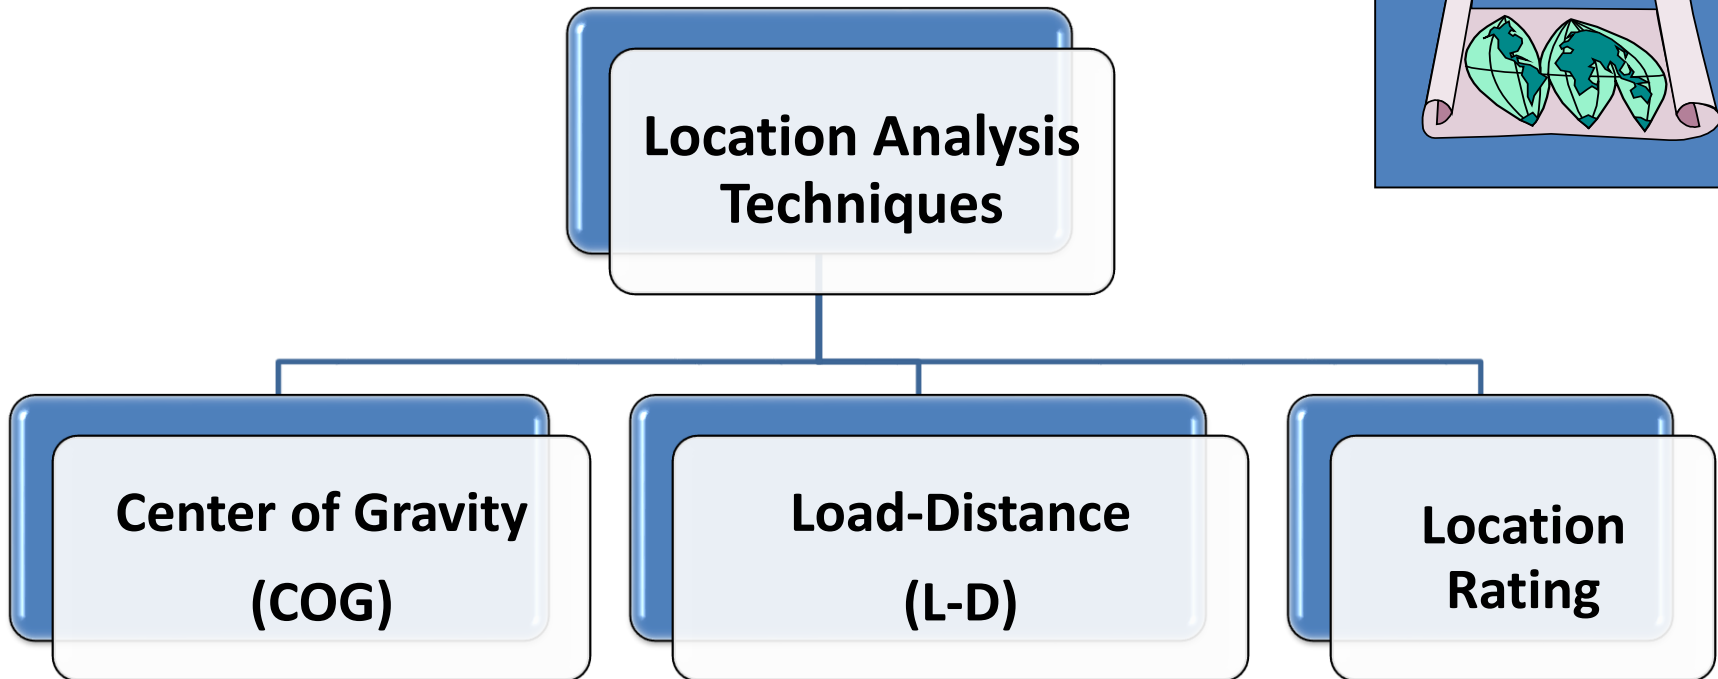 Location Analysis
Techniques
Center of Gravity
(COG)
Load-Distance
(L-D)
Location
Rating